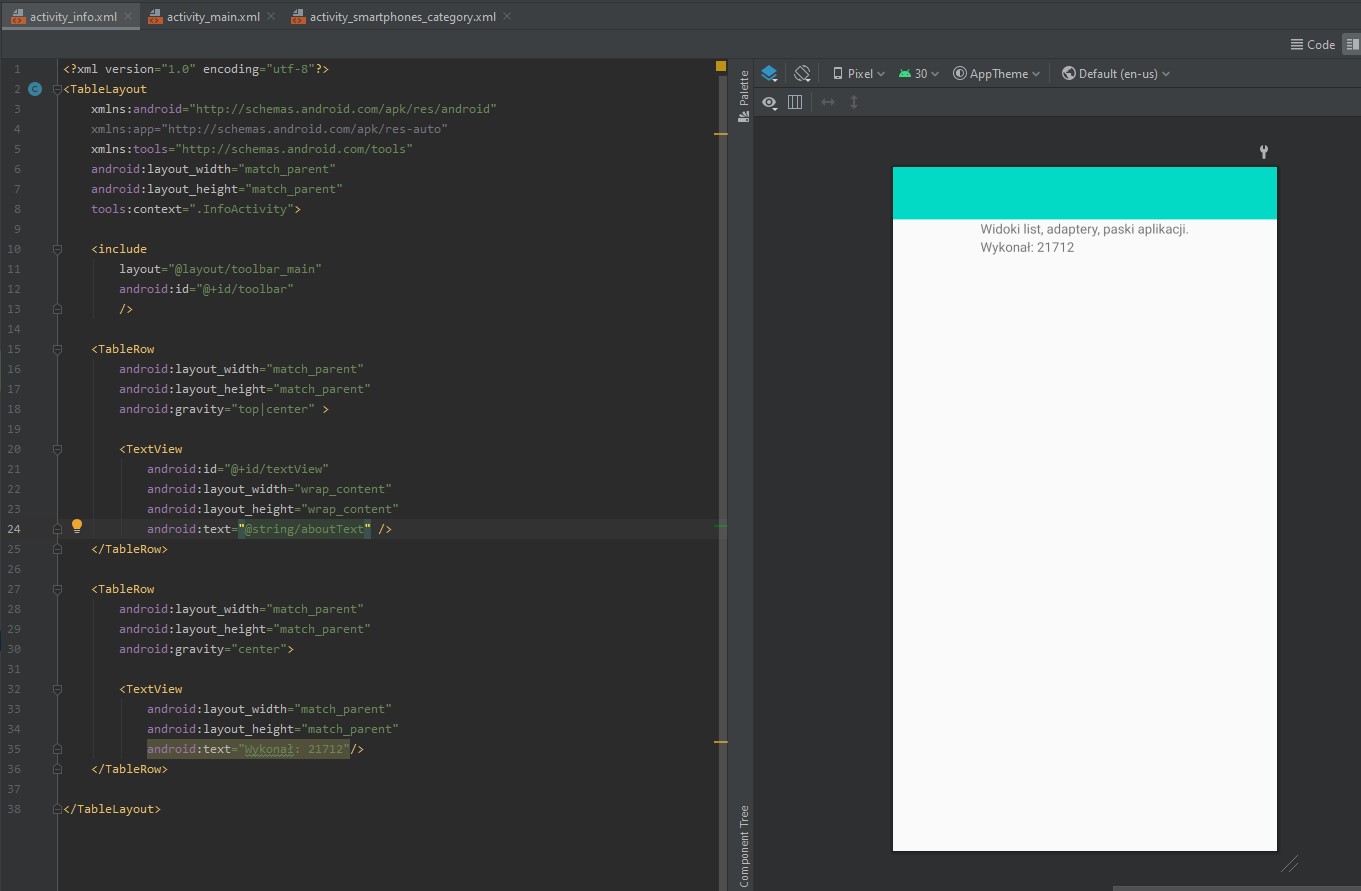 activity_info.xml
activity_main.xml
activity_smartphones_category.xml
Code
1 <?xml version="1.0" encoding="utf-8"?>
2 <TableLayout
3 xmlns:android="http://schemas.android.com/apk/res/android"
4 xmlns:app="http://schemas.android.com/apk/res-auto"
5 xmlns:tools="http://schemas.android.com/tools"
6 android:layout_width="match_parent"
7 android:layout_height="match_parent"
8 tools:context=".InfoActivity">
9
10 <include
11 layout="@layout/toolbar_main"
12 android:id="@+id/toolbar"
13 />
14
15 <TableRow
16 android:layout_width="match_parent"
17 android:layout_height="match_parent"
18 android:gravity="top|center" >
19
20 <TextView
21 android:id="@+id/textView"
22 android:layout_width="wrap_content"
23 android:layout_height="wrap_content"
24 android:text="@string/aboutText" />
25 </TableRow>
26
27 <TableRow
28 android:layout_width="match_parent"
29 android:layout_height="match_parent"
30 android:gravity="center">
31
32 <TextView
33 android:layout_width="match_parent"
34 android:layout_height="match_parent"
35 android:text="Wykonał: 21712"/>
36 </TableRow>
37
38 </TableLayout>
C
Palette
Component Tree
Pixel
30
AppTheme
Default (en-us)
Widoki list, adaptery, paski aplikacji.
Wykonał: 21712